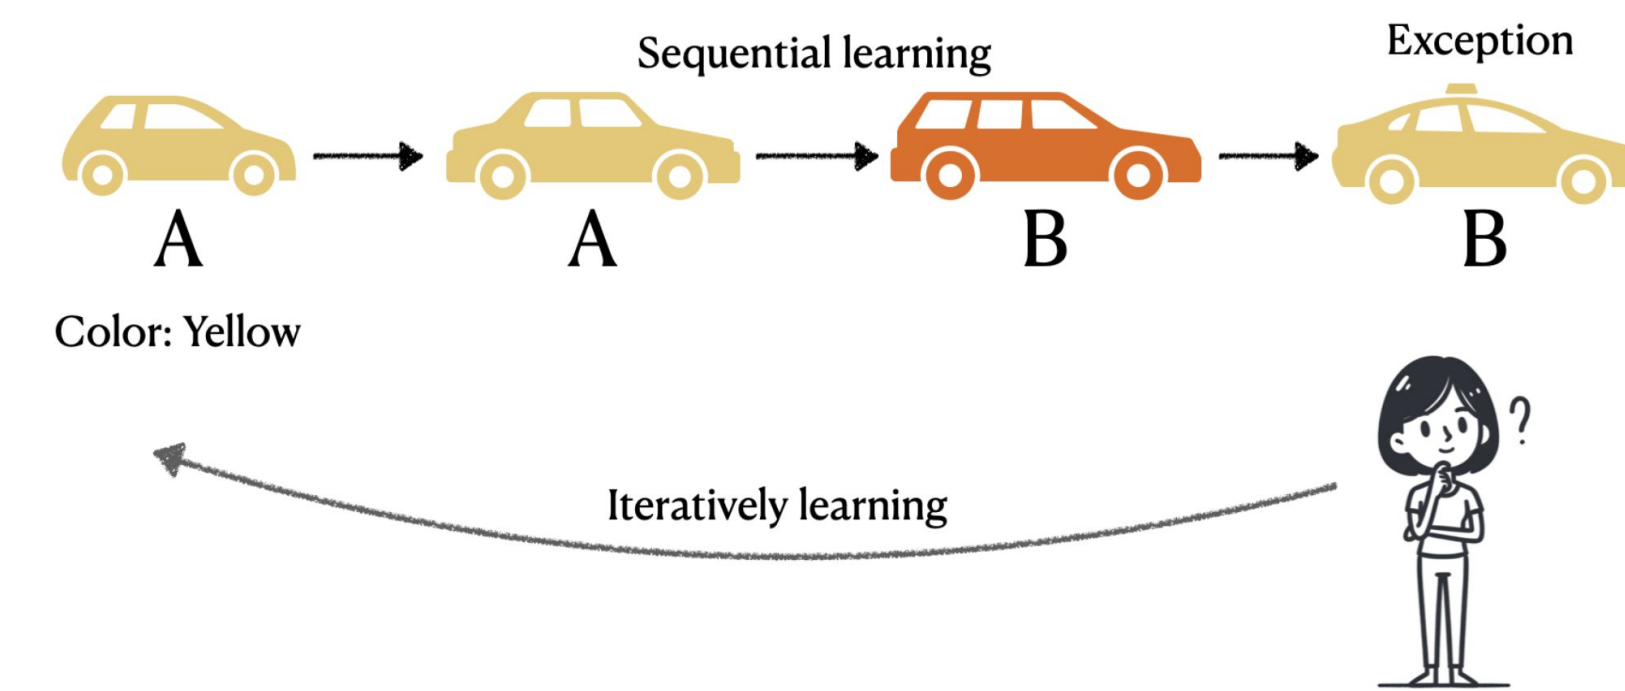 Sequential learning
Exception
A
A
B
B
Color: Yellow
?
Iteratively learning